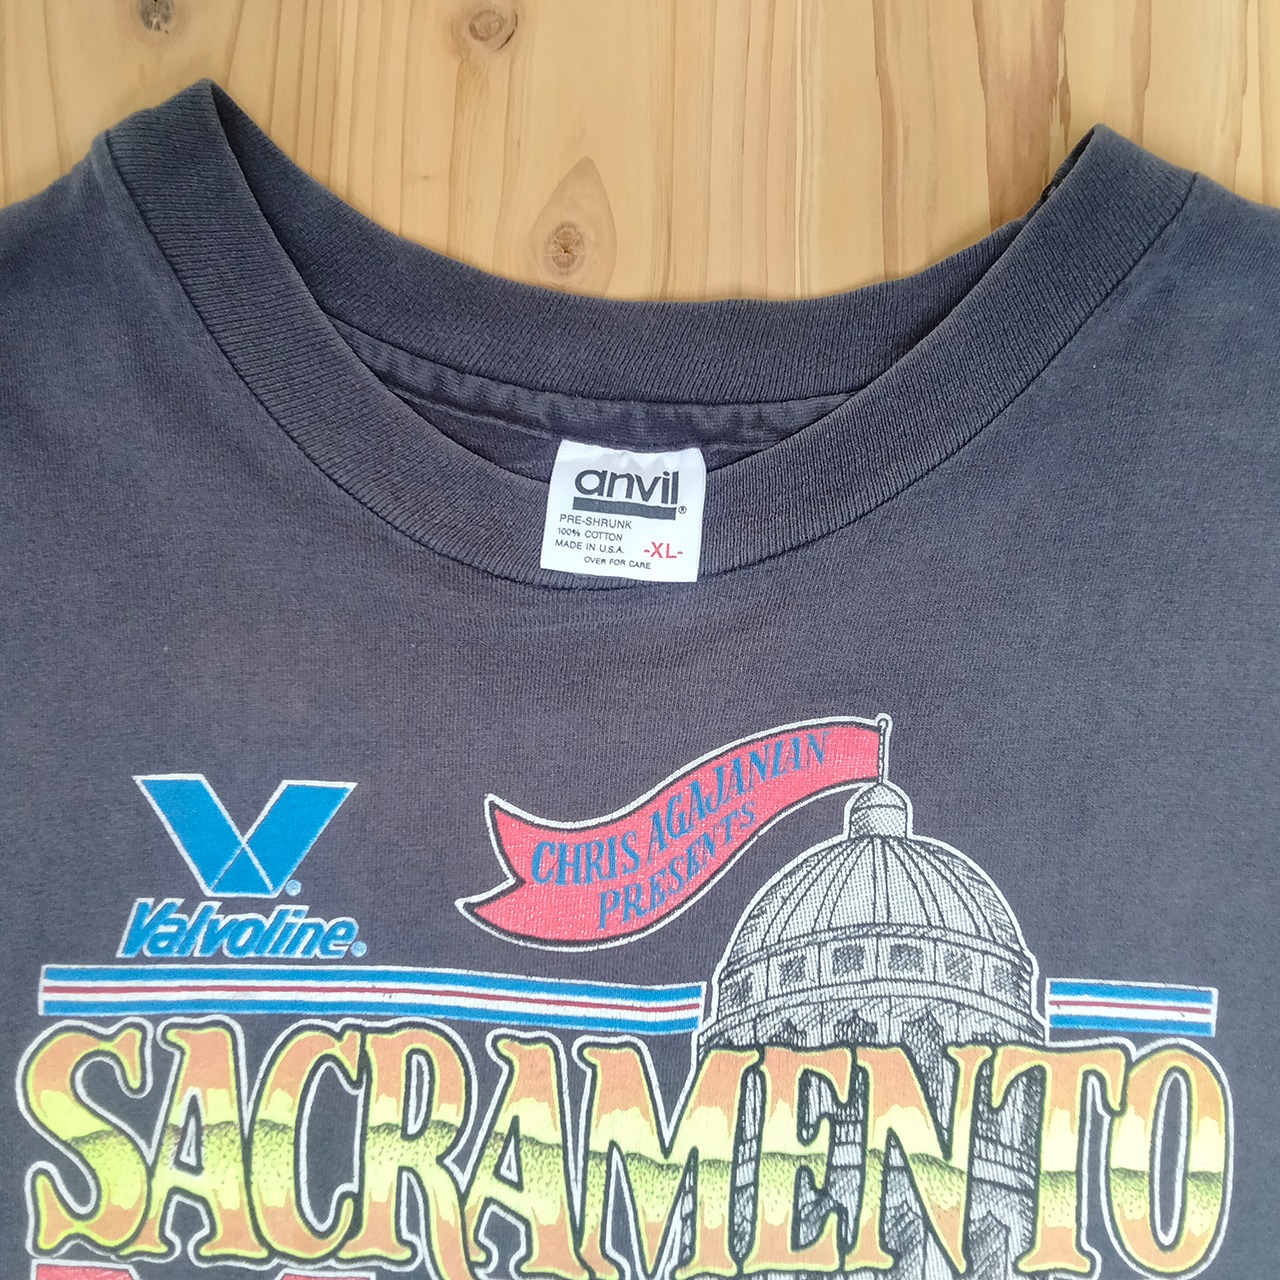 anvil®
PRE-SHRUNK
100% COTTON
MADE IN U.S.A.
-XL-
OVER FOR CARE
CHRIS AGAJANIAN
PRESENTS
V®
Valvoline®
SACRAMENTO